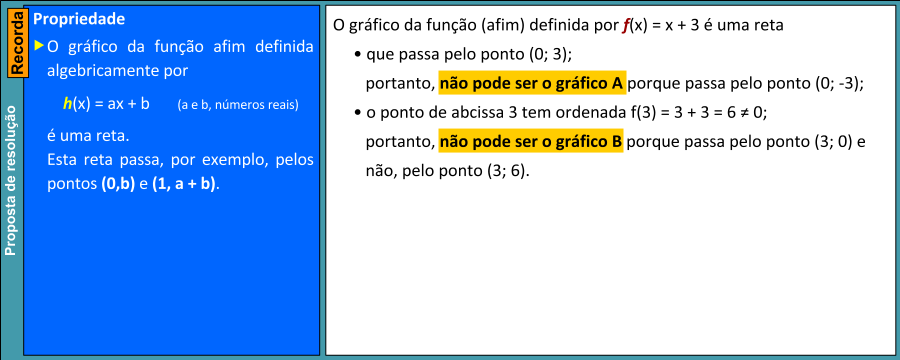 Recorda
Proposta de resolução
Propriedade
O gráfico da função afim definida
algebricamente por
h(x) = ax + b (a e b, números reais)
é uma reta.
Esta reta passa, por exemplo, pelos
pontos (0,b) e (1, a + b).
O gráfico da função (afim) definida por f(x) = x + 3 é uma reta
• que passa pelo ponto (0; 3);
portanto, não pode ser o gráfico A porque passa pelo ponto (0; -3);
• o ponto de abcissa 3 tem ordenada f(3) = 3 + 3 = 6 ≠ 0;
portanto, não pode ser o gráfico B porque passa pelo ponto (3; 0) e
não, pelo ponto (3; 6).